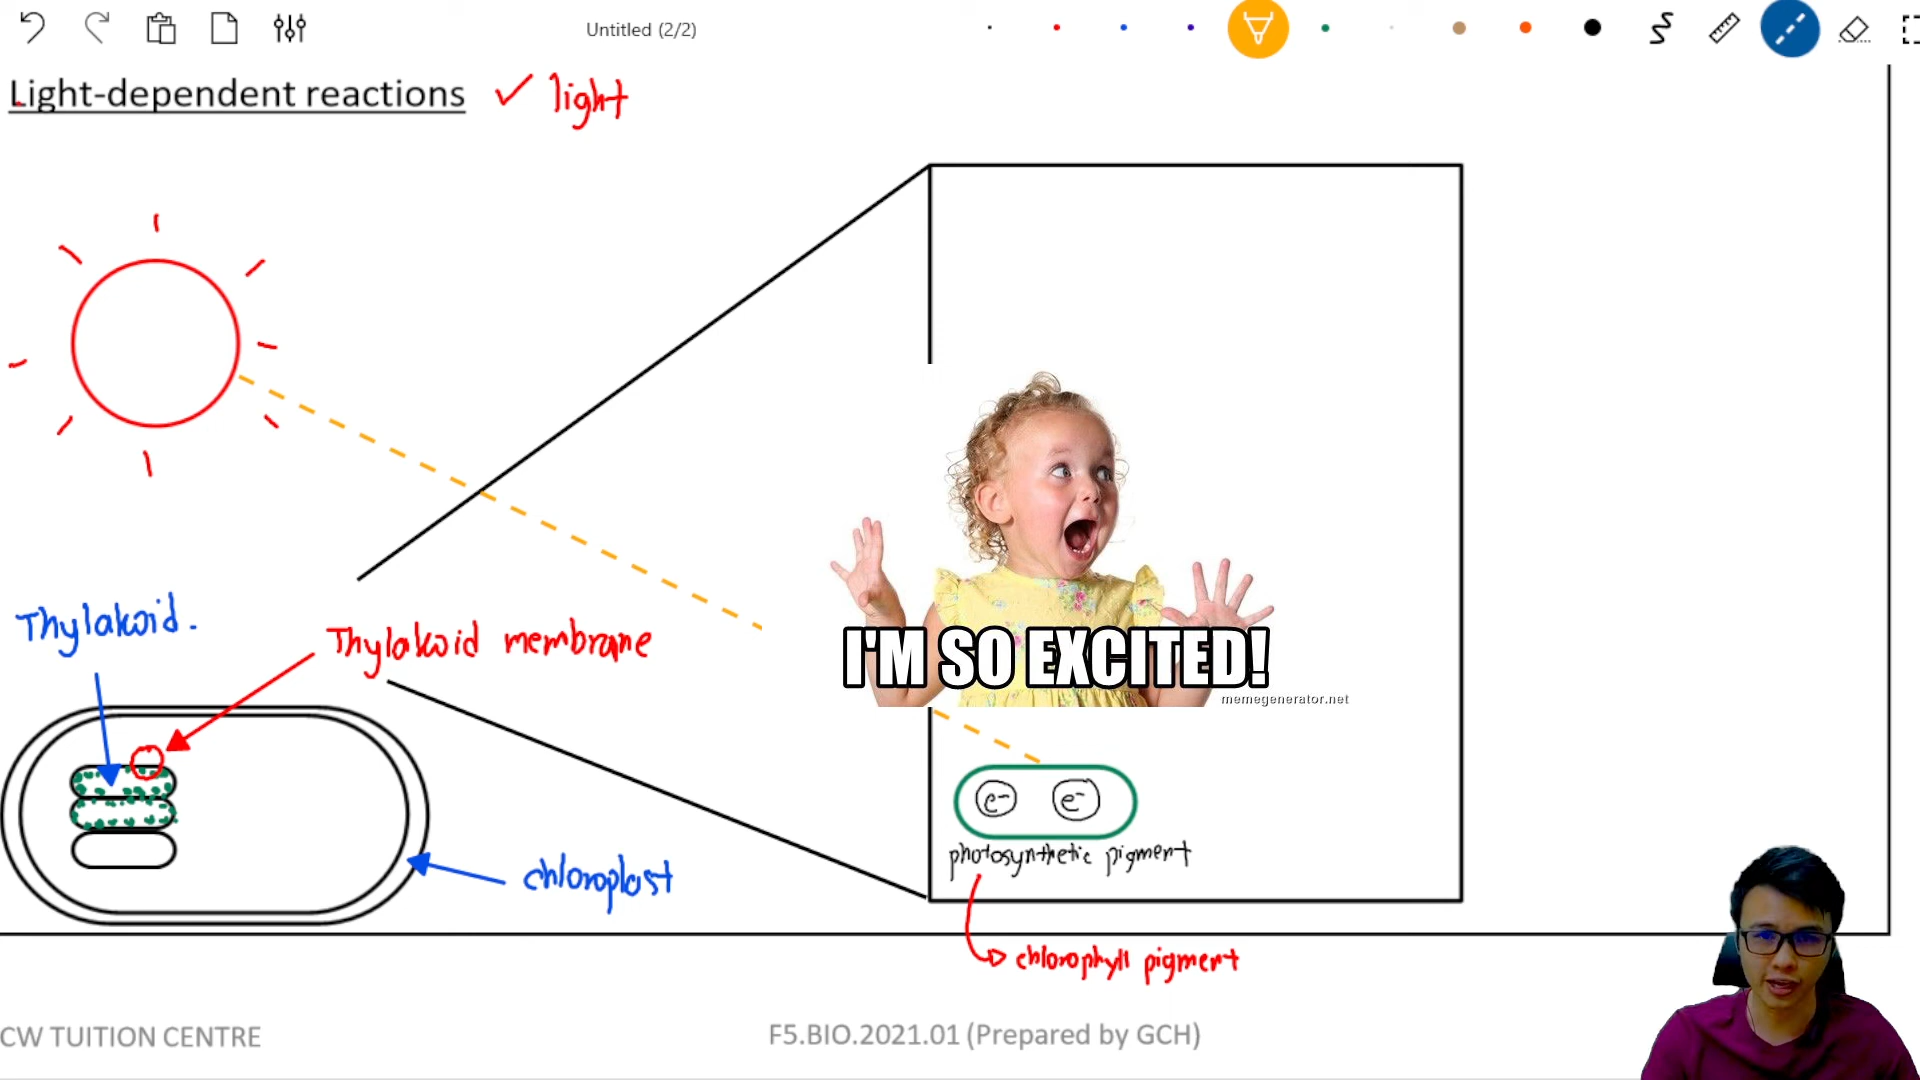 Untitled (2/2)
Light-dependent reactions ✓ light
Thylakoid.
Thylakoid membrane
I'M SO EXCITED!
memegenerator.net
e- e-
photosynthetic pigment
chloroplast
chlorophyll pigment
CW TUITION CENTRE
F5.BIO.2021.01 (Prepared by GCH)